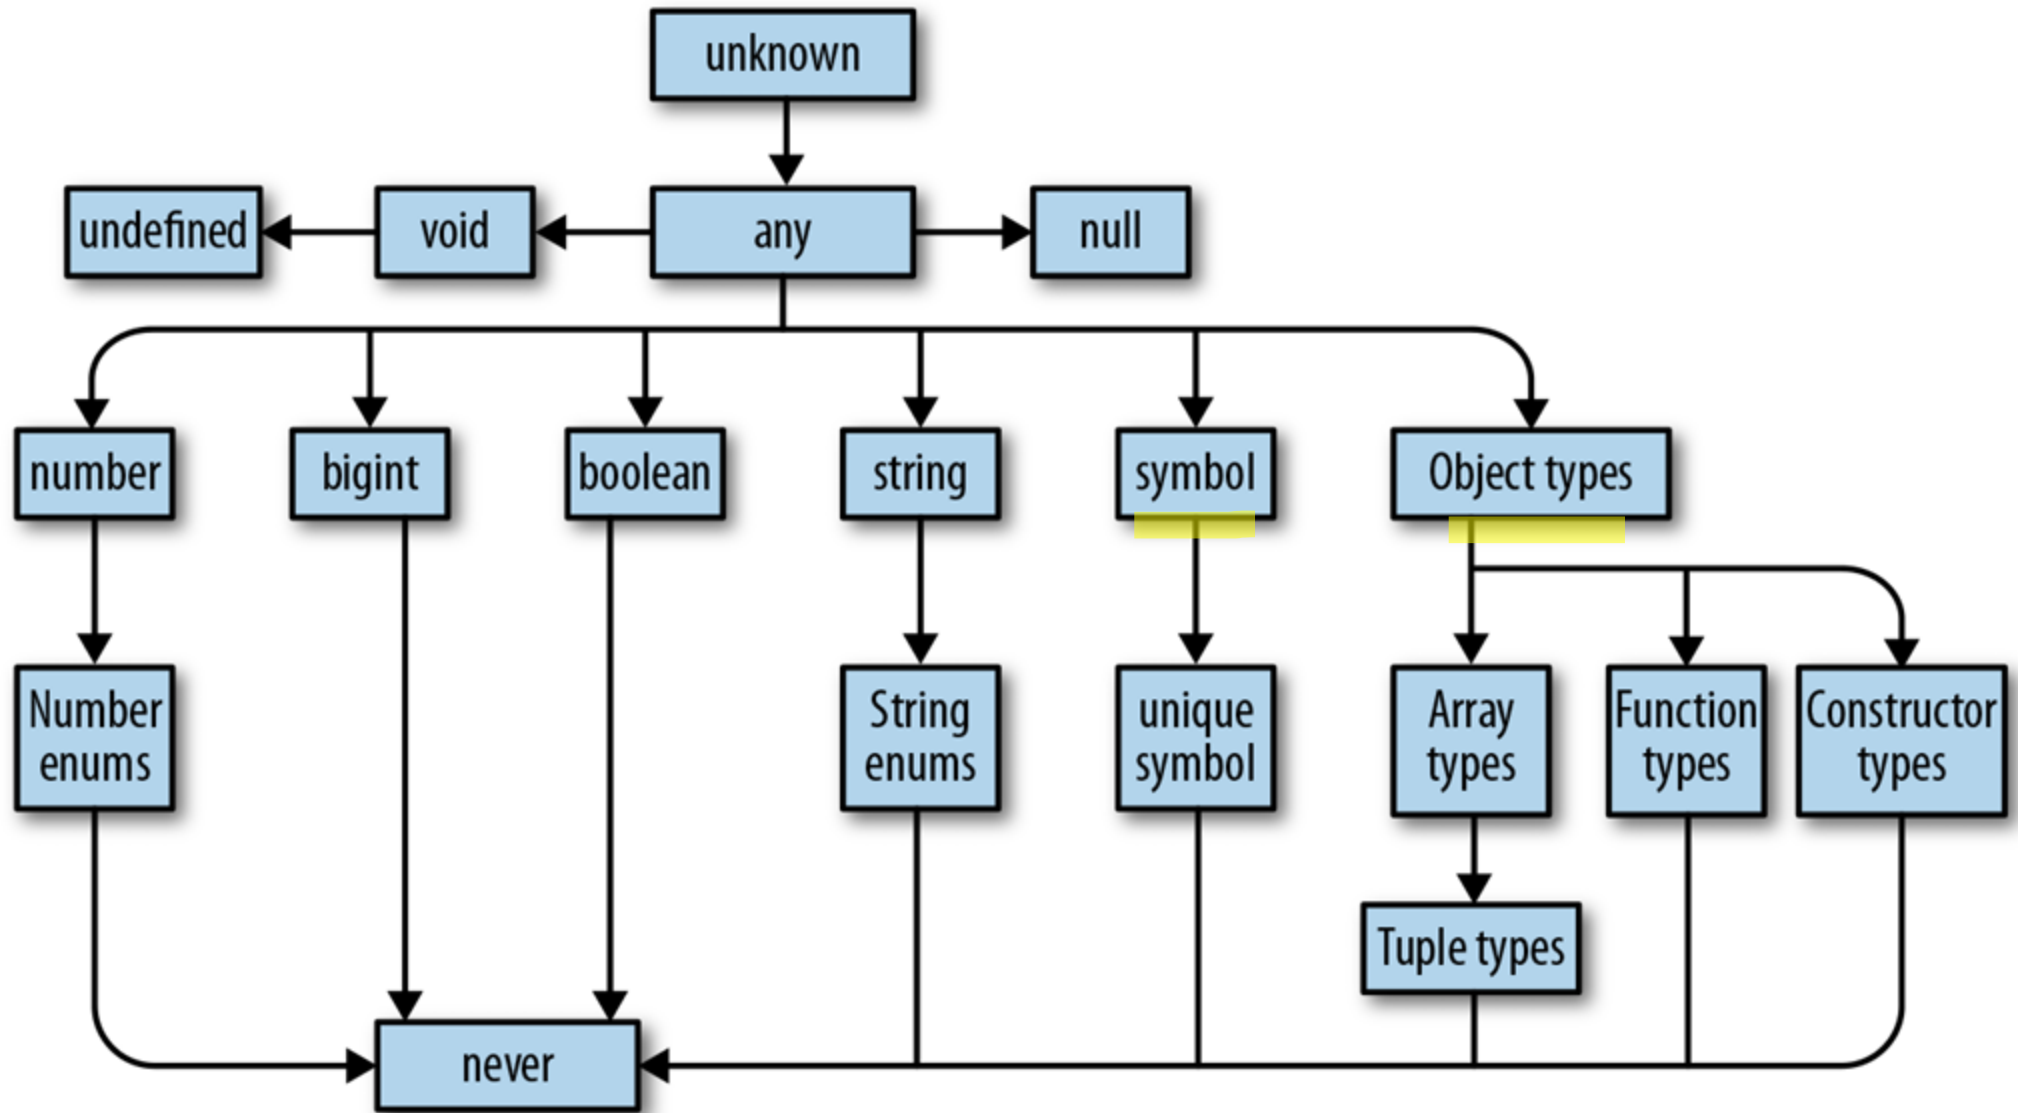 unknown
undefined
void
any
null
number
bigint
boolean
string
symbol
Object types
Number
enums
String
enums
unique
symbol
Array
types
Function
types
Constructor
types
Tuple types
never